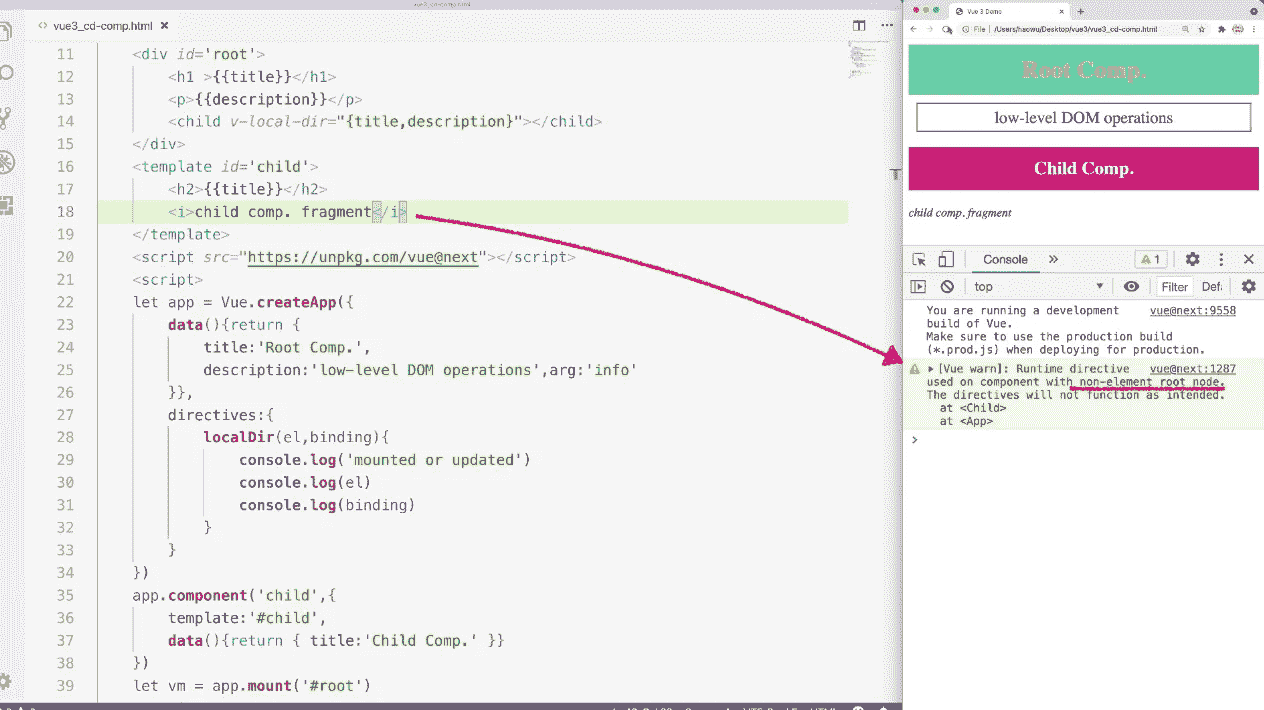 vue3_cd-comp.html
11 <div id='root'>
12 <h1 >{{title}}</h1>
13 <p>{{description}}</p>
14 <child v-local-dir="{title,description}"></child>
15 </div>
16 <template id='child'>
17 <h2>{{title}}</h2>
18 <i>child comp. fragment</i>
19 </template>
20 <script src="https://unpkg.com/vue@next"></script>
21 <script>
22 let app = Vue.createApp({
23 data(){return {
24 title:'Root Comp.',
25 description:'low-level DOM operations',arg:'info'
26 }},
27 directives:{
28 localDir(el,binding){
29 console.log('mounted or updated')
30 console.log(el)
31 console.log(binding)
32 }
33 }
34 })
35 app.component('child',{
36 template:'#child',
37 data(){return { title:'Child Comp.' }}
38 })
39 let vm = app.mount('#root')
Vue 3 Demo
File | /Users/haowu/Desktop/vue3/vue3_cd-comp.html
Root Comp.
low-level DOM operations
Child Comp.
child comp. fragment
Console 1
top Filter Defa
You are running a development vue@next:9558
build of Vue.
Make sure to use the production build
(*.prod.js) when deploying for production.
[Vue warn]: Runtime directive vue@next:1287
used on component with non-element root node.
The directives will not function as intended.
at <Child>
at <App>